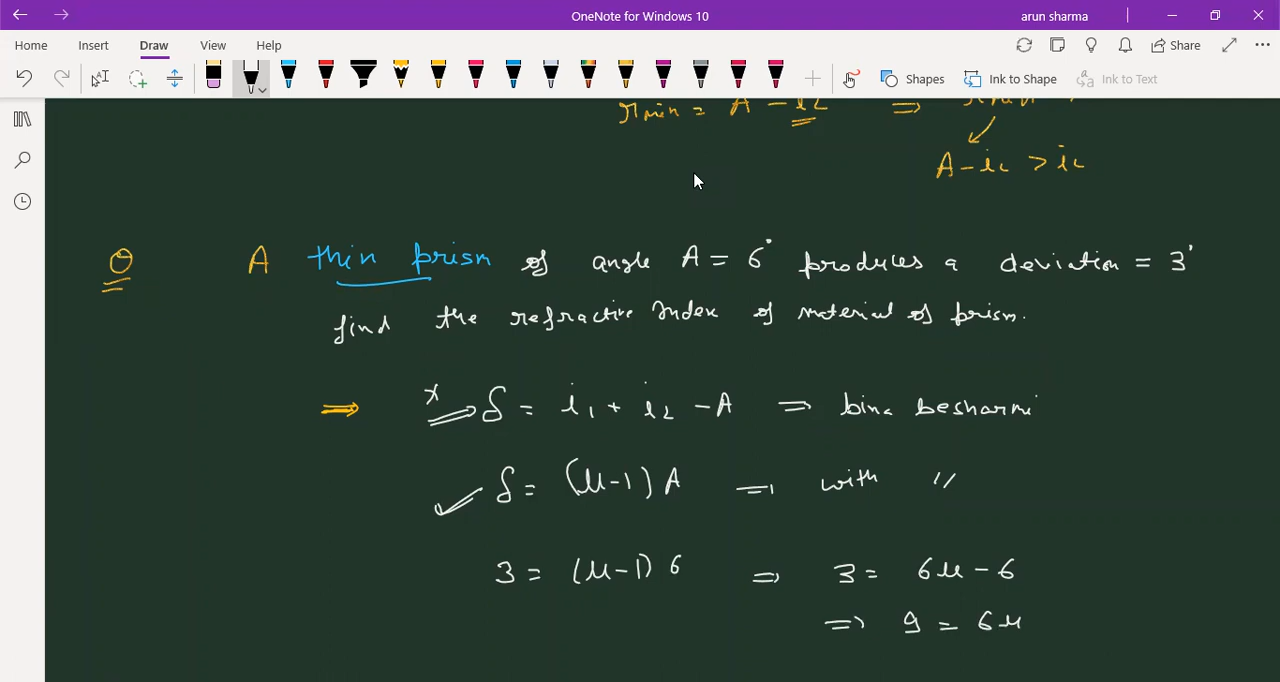 OneNote for Windows 10
arun sharma
Home Insert Draw View Help
Share
Shapes Ink to Shape Ink to Text
rmin = A - ic ⇒
A - ic > ic
Q A thin prism of angle A = 6° produces a deviation = 3°
find the refractive Index of material of prism.
⇒ x δ = i1 + i2 - A ⇒ bina besharmi
✓ δ = (μ-1) A ⇒ with 〃
3 = (μ-1) 6 ⇒ 3 = 6μ - 6
⇒ 9 = 6μ